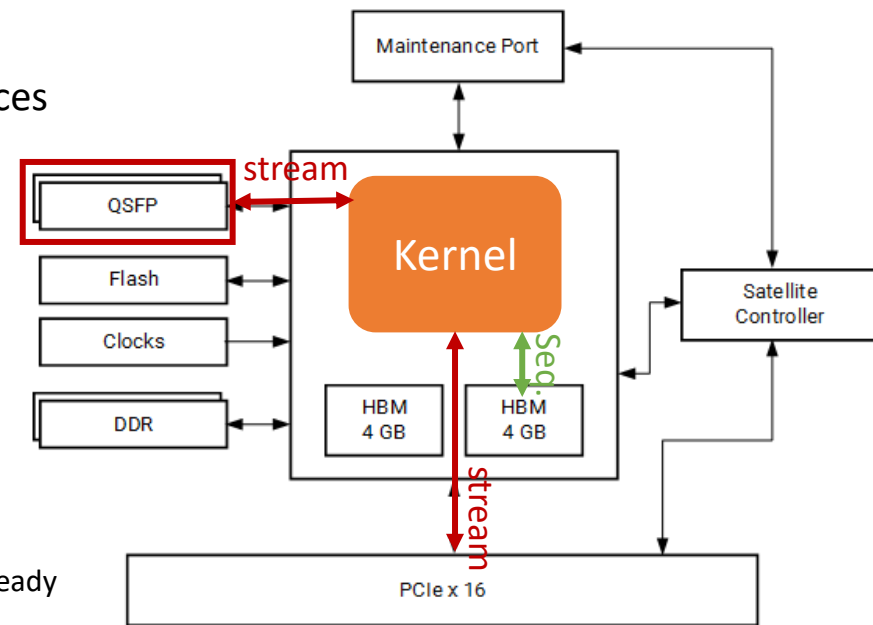 Maintenance Port
ces
stream
QSFP
Kernel
Flash
Satellite
Controller
Clocks
Seq.
HBM
4 GB
HBM
4 GB
DDR
stream
eady
PCIe x 16